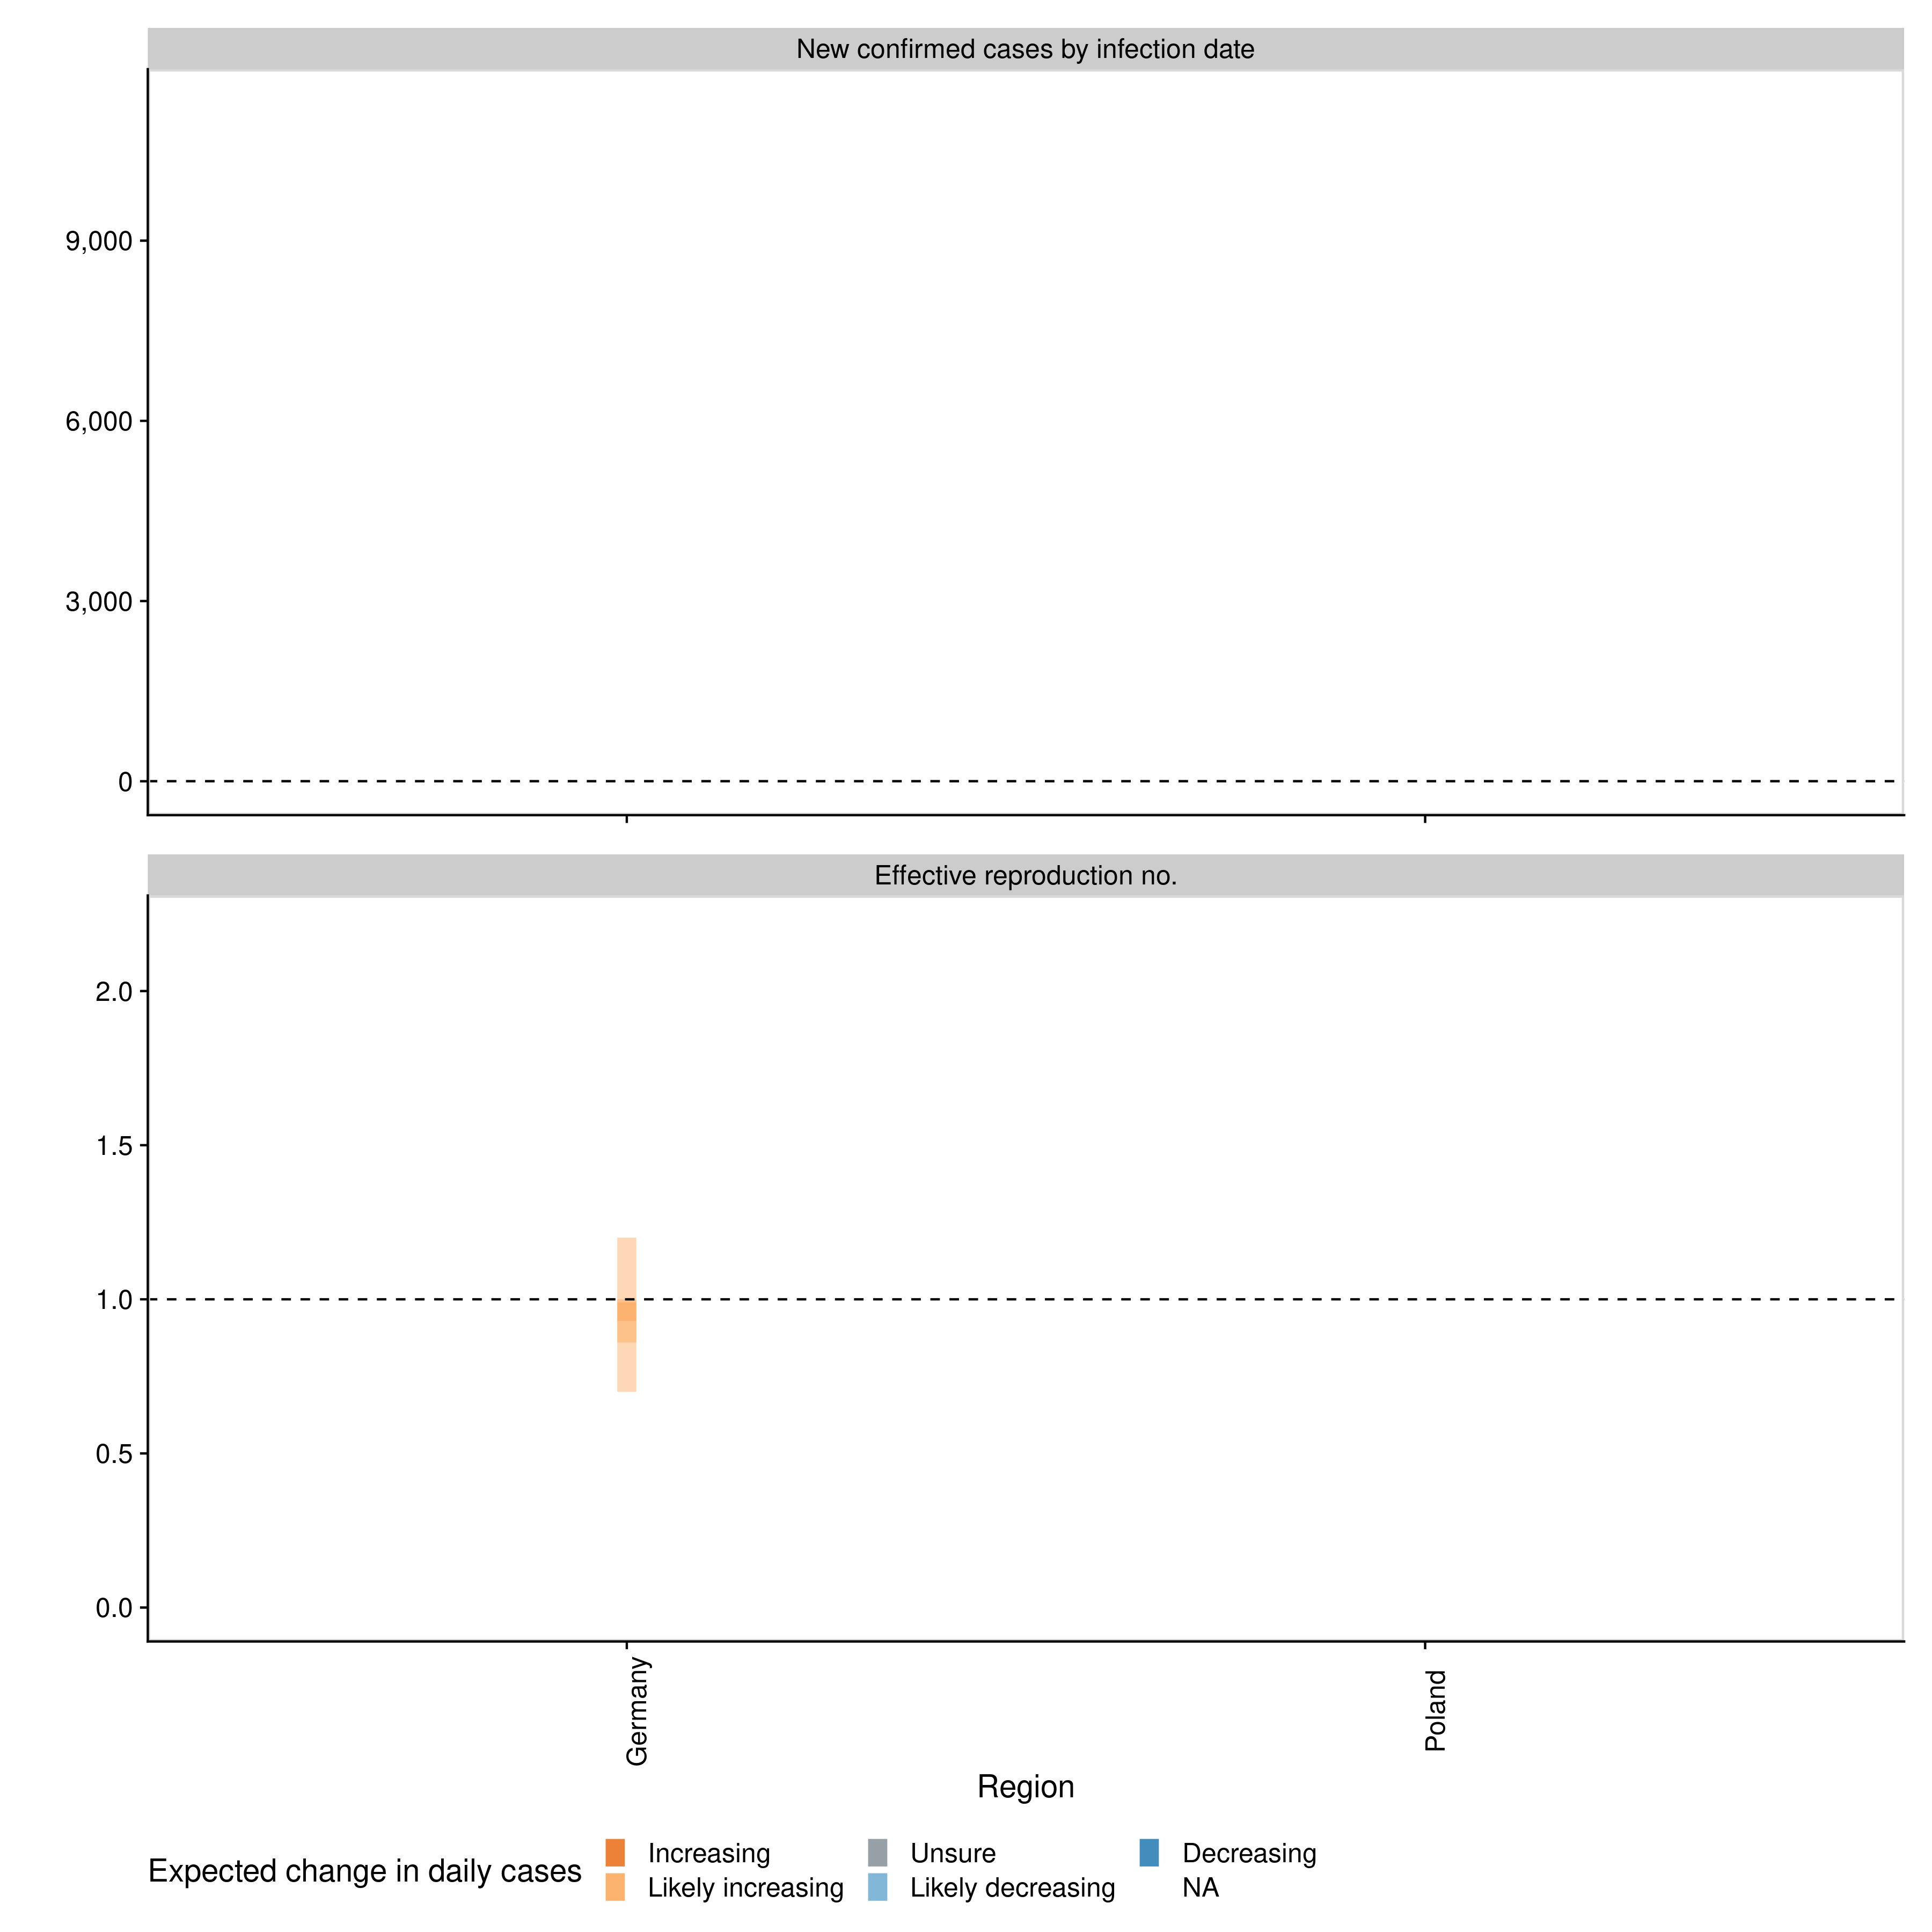 New confirmed cases by infection date
9,000
6,000
3,000
0
Effective reproduction no.
2.0
1.5
1.0
0.5
0.0
Germany
Poland
Region
Expected change in daily cases
Increasing
Unsure
Decreasing
Likely increasing
Likely decreasing
NA